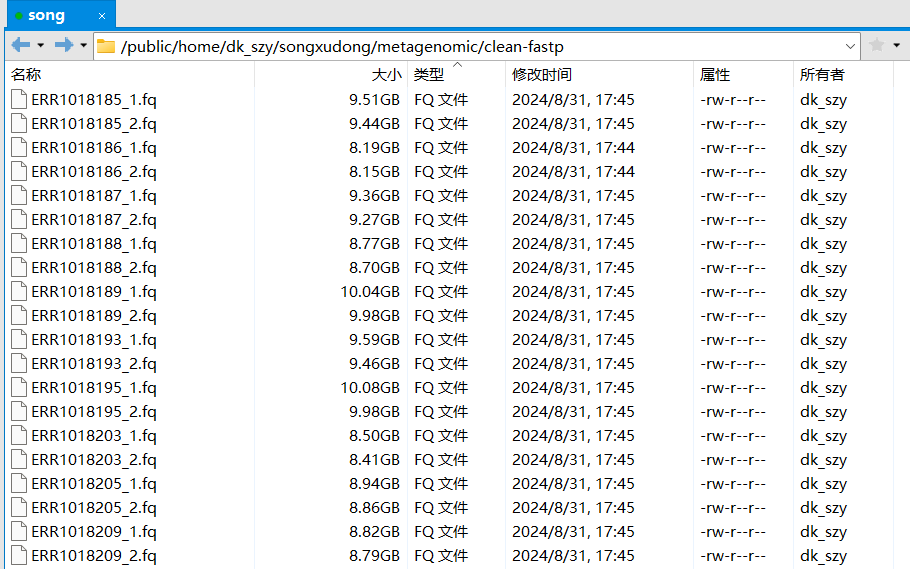 song ×
/public/home/dk_szy/songxudong/metagenomic/clean-fastp
名称 大小 类型 修改时间 属性 所有者
ERR1018185_1.fq 9.51GB FQ 文件 2024/8/31, 17:45 -rw-r--r-- dk_szy
ERR1018185_2.fq 9.44GB FQ 文件 2024/8/31, 17:45 -rw-r--r-- dk_szy
ERR1018186_1.fq 8.19GB FQ 文件 2024/8/31, 17:44 -rw-r--r-- dk_szy
ERR1018186_2.fq 8.15GB FQ 文件 2024/8/31, 17:44 -rw-r--r-- dk_szy
ERR1018187_1.fq 9.36GB FQ 文件 2024/8/31, 17:45 -rw-r--r-- dk_szy
ERR1018187_2.fq 9.27GB FQ 文件 2024/8/31, 17:45 -rw-r--r-- dk_szy
ERR1018188_1.fq 8.77GB FQ 文件 2024/8/31, 17:45 -rw-r--r-- dk_szy
ERR1018188_2.fq 8.70GB FQ 文件 2024/8/31, 17:45 -rw-r--r-- dk_szy
ERR1018189_1.fq 10.04GB FQ 文件 2024/8/31, 17:45 -rw-r--r-- dk_szy
ERR1018189_2.fq 9.98GB FQ 文件 2024/8/31, 17:45 -rw-r--r-- dk_szy
ERR1018193_1.fq 9.59GB FQ 文件 2024/8/31, 17:45 -rw-r--r-- dk_szy
ERR1018193_2.fq 9.46GB FQ 文件 2024/8/31, 17:45 -rw-r--r-- dk_szy
ERR1018195_1.fq 10.08GB FQ 文件 2024/8/31, 17:45 -rw-r--r-- dk_szy
ERR1018195_2.fq 9.98GB FQ 文件 2024/8/31, 17:45 -rw-r--r-- dk_szy
ERR1018203_1.fq 8.50GB FQ 文件 2024/8/31, 17:45 -rw-r--r-- dk_szy
ERR1018203_2.fq 8.41GB FQ 文件 2024/8/31, 17:45 -rw-r--r-- dk_szy
ERR1018205_1.fq 8.94GB FQ 文件 2024/8/31, 17:45 -rw-r--r-- dk_szy
ERR1018205_2.fq 8.86GB FQ 文件 2024/8/31, 17:45 -rw-r--r-- dk_szy
ERR1018209_1.fq 8.82GB FQ 文件 2024/8/31, 17:45 -rw-r--r-- dk_szy
ERR1018209_2.fq 8.79GB FQ 文件 2024/8/31, 17:45 -rw-r--r-- dk_szy